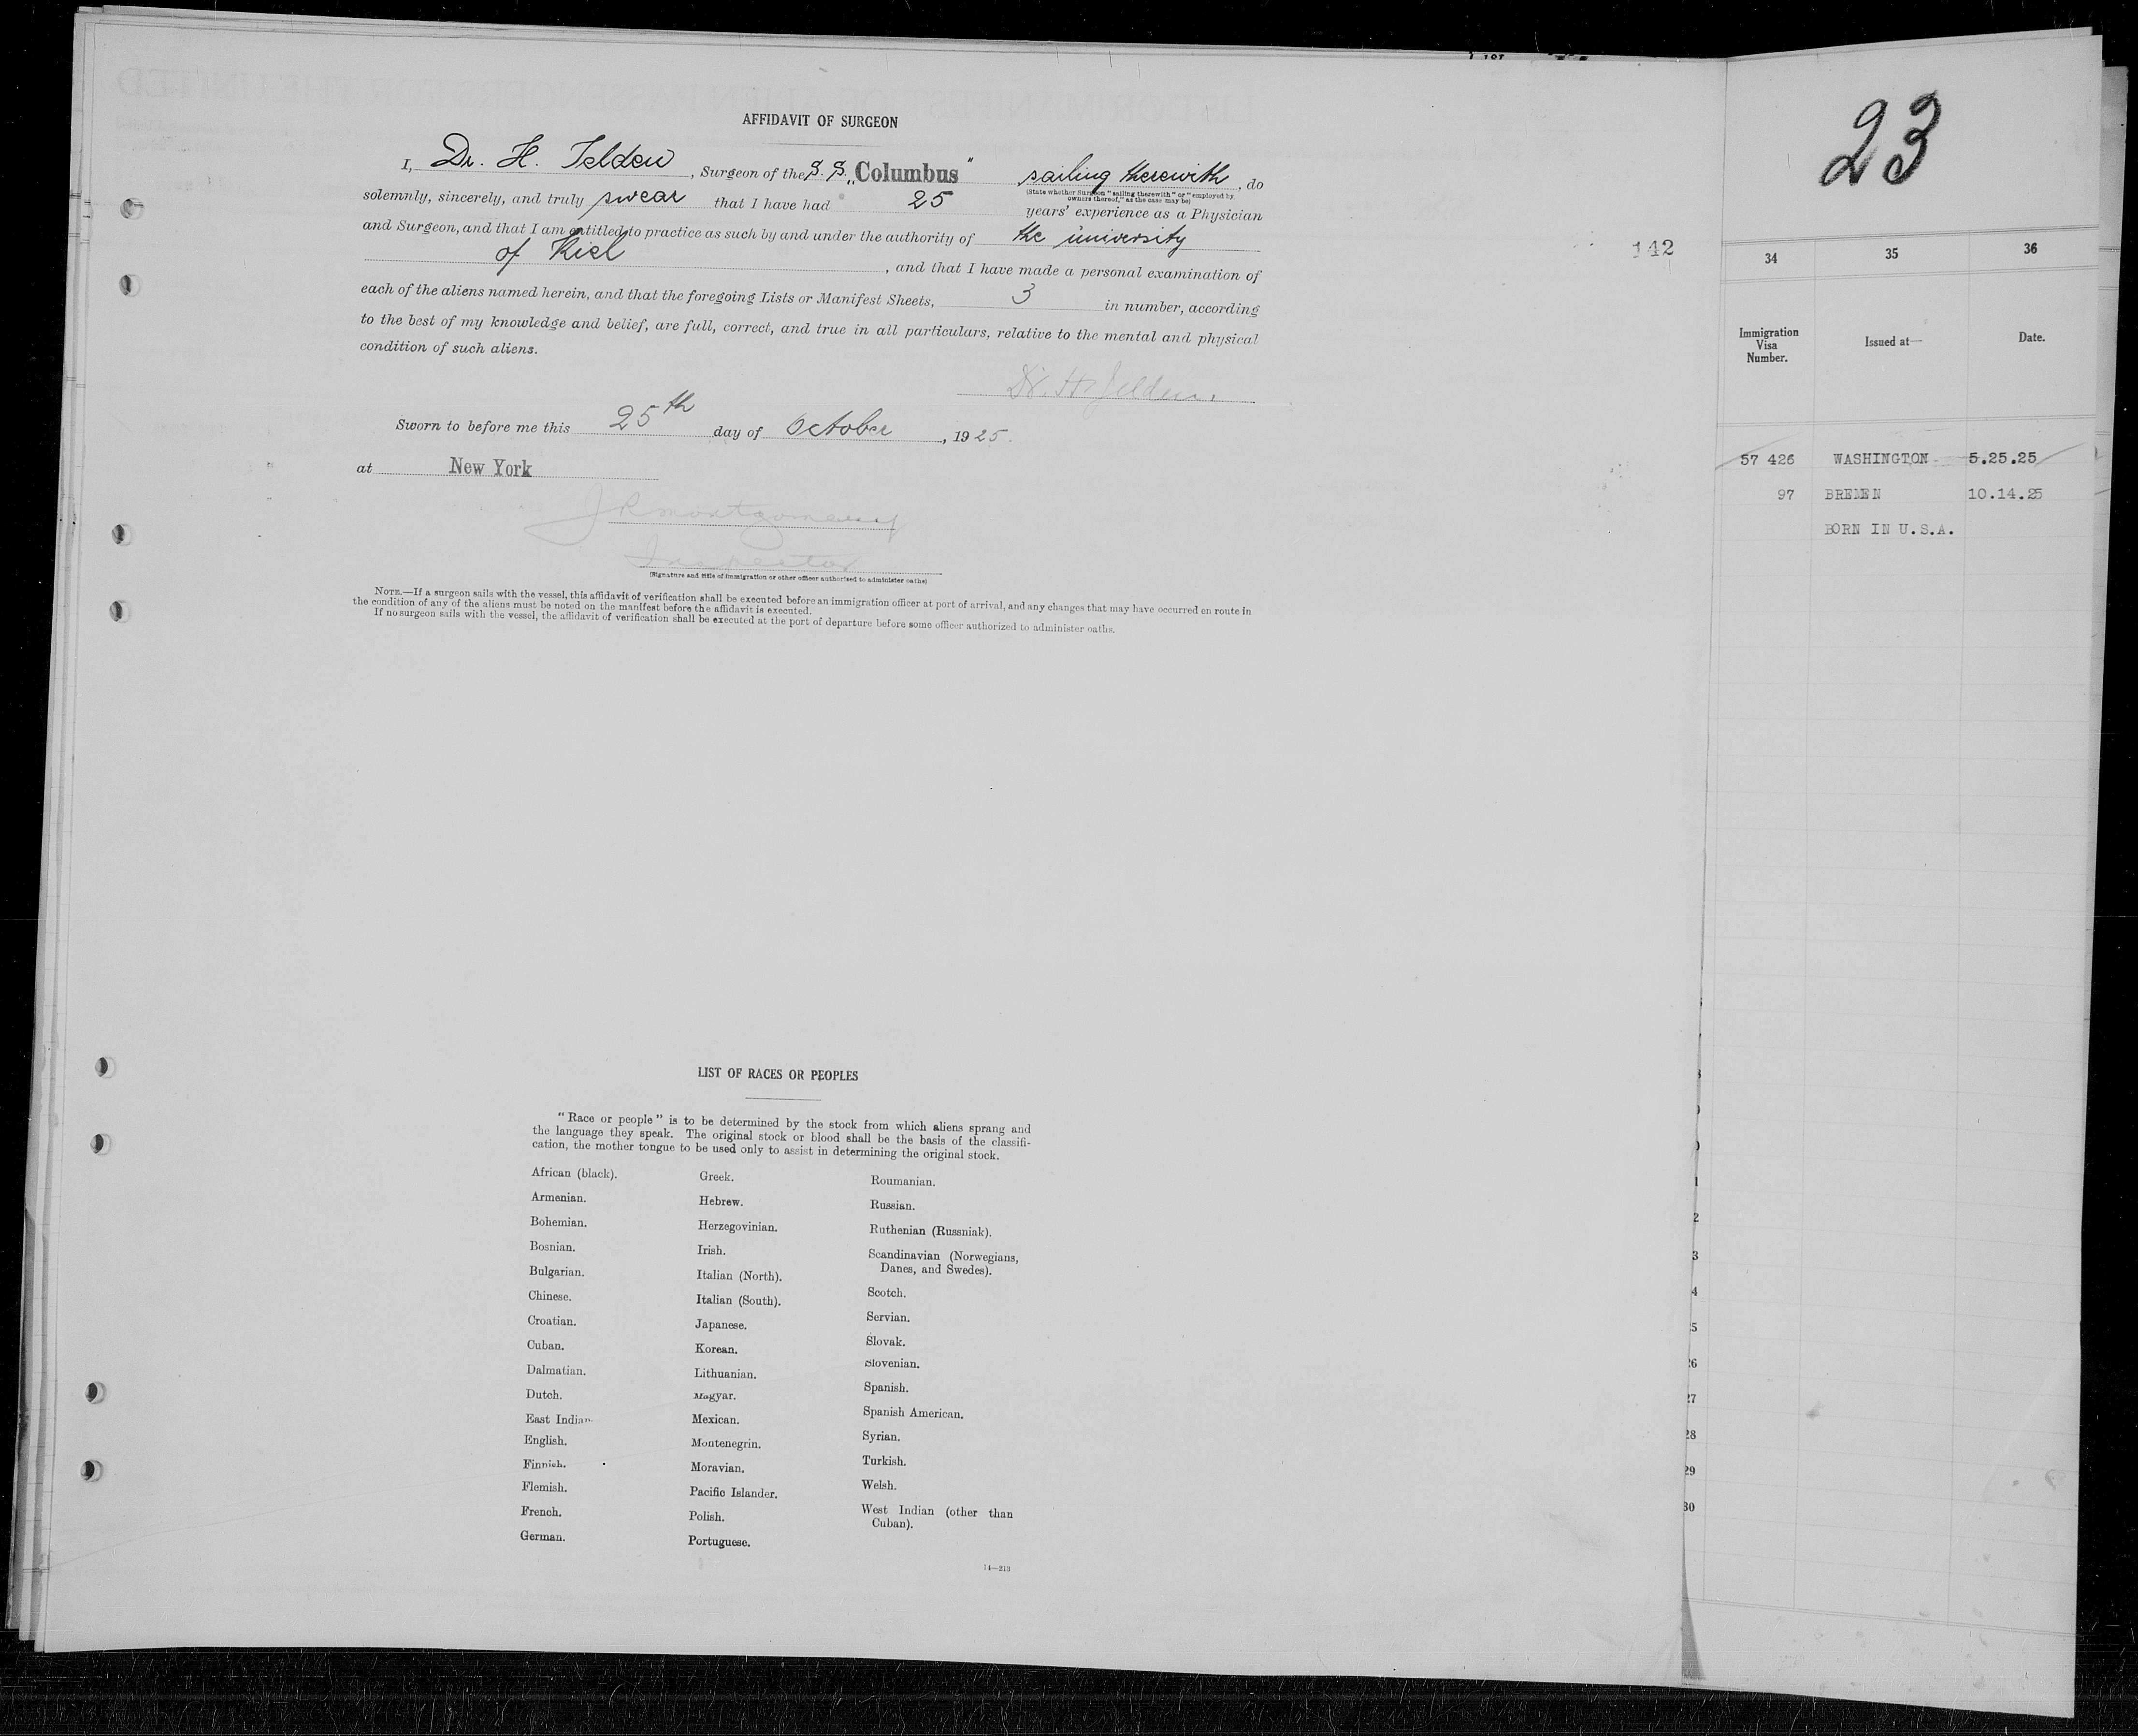 AFFIDAVIT OF SURGEON
I, Dr. H. Jelden, Surgeon of the S. S. „Columbus" sailing therewith, do
(State whether Surgeon "sailing therewith" or "employed by
owners thereof," as the case may be)
solemnly, sincerely, and truly swear that I have had 25 years' experience as a Physician
and Surgeon, and that I am entitled to practice as such by and under the authority of the university
of Kiel, and that I have made a personal examination of
each of the aliens named herein, and that the foregoing Lists or Manifest Sheets, 3 in number, according
to the best of my knowledge and belief, are full, correct, and true in all particulars, relative to the mental and physical
condition of such aliens.
Dr. H. Jelden.
Sworn to before me this 25th day of October, 1925.
at New York
J R Montgomery
Inspector
(Signature and title of immigration or other officer authorized to administer oaths)
NOTE.—If a surgeon sails with the vessel, this affidavit of verification shall be executed before an immigration officer at port of arrival, and any changes that may have occurred en route in
the condition of any of the aliens must be noted on the manifest before the affidavit is executed.
If no surgeon sails with the vessel, the affidavit of verification shall be executed at the port of departure before some officer authorized to administer oaths.
142
LIST OF RACES OR PEOPLES
"Race or people" is to be determined by the stock from which aliens sprang and
the language they speak. The original stock or blood shall be the basis of the classifi-
cation, the mother tongue to be used only to assist in determining the original stock.
African (black).
Armenian.
Bohemian.
Bosnian.
Bulgarian.
Chinese.
Croatian.
Cuban.
Dalmatian.
Dutch.
East Indian.
English.
Finnish.
Flemish.
French.
German.
Greek.
Hebrew.
Herzegovinian.
Irish.
Italian (North).
Italian (South).
Japanese.
Korean.
Lithuanian.
Magyar.
Mexican.
Montenegrin.
Moravian.
Pacific Islander.
Polish.
Portuguese.
Roumanian.
Russian.
Ruthenian (Russniak).
Scandinavian (Norwegians,
Danes, and Swedes).
Scotch.
Servian.
Slovak.
Slovenian.
Spanish.
Spanish American.
Syrian.
Turkish.
Welsh.
West Indian (other than
Cuban).
14—213
23
34 35 36
Immigration
Visa
Number.
Issued at—
Date.
57 426 WASHINGTON 5.25.25
97 BREMEN 10.14.25
BORN IN U.S.A.
1
2
3
4
5
26
27
28
29
30